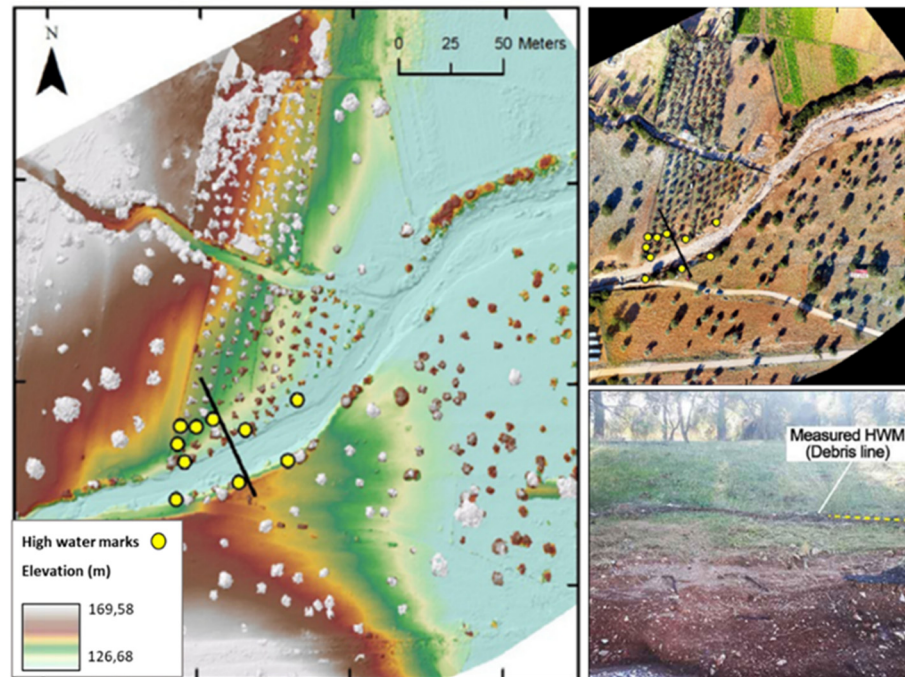 N
0 25 50 Meters
High water marks
Elevation (m)
169,58
126,68
Measured HWM
(Debris line)